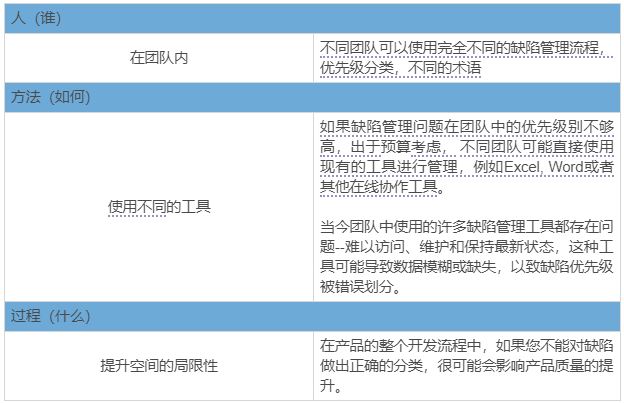 人（谁）
在团队内
不同团队可以使用完全不同的缺陷管理流程，
优先级分类，不同的术语
方法（如何）
使用不同的工具
如果缺陷管理问题在团队中的优先级别不够
高，出于预算考虑， 不同团队可能直接使用
现有的工具进行管理，例如Excel, Word或者
其他在线协作工具。
当今团队中使用的许多缺陷管理工具都存在问
题--难以访问、维护和保持最新状态，这种工
具可能导致数据模糊或缺失，以致缺陷优先级
被错误划分。
过程（什么）
提升空间的局限性
在产品的整个开发流程中，如果您不能对缺陷
做出正确的分类，很可能会影响产品质量的提
升。